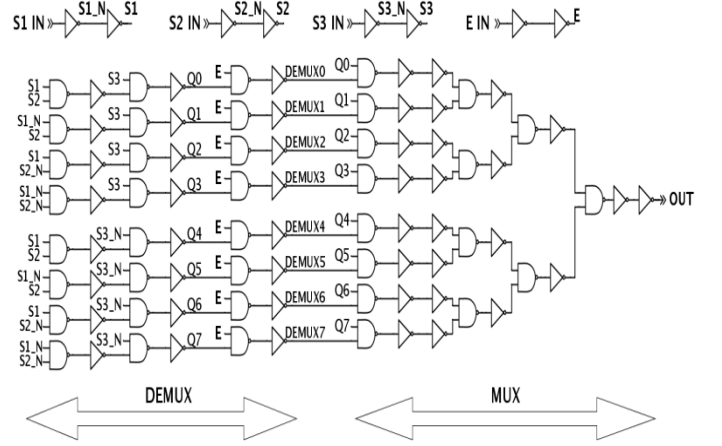 S1 IN S1_N S1 S2 IN S2_N S2 S3 IN S3_N S3 E IN E
S1 S2 S3 Q0 E DEMUX0 Q0
S1_N S2 S3 Q1 E DEMUX1 Q1
S1 S2_N S3 Q2 E DEMUX2 Q2
S1_N S2_N S3 Q3 E DEMUX3 Q3
OUT
S1 S2 S3_N Q4 E DEMUX4 Q4
S1_N S2 S3_N Q5 E DEMUX5 Q5
S1 S2_N S3_N Q6 E DEMUX6 Q6
S1_N S2_N S3_N Q7 E DEMUX7 Q7
DEMUX MUX